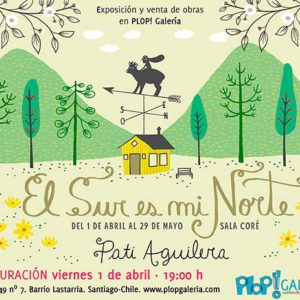 Exposición y venta de obras
en PLOP! Galería
N
S
O
E
El Sur es mi Norte
DEL 1 DE ABRIL AL 29 DE MAYO SALA CORÉ
Pati Aguilera
URACIÓN viernes 1 de abril · 19:00 h
49 nº 7. Barrio Lastarria. Santiago-Chile. www.plopgaleria.com
PLOP! GAL